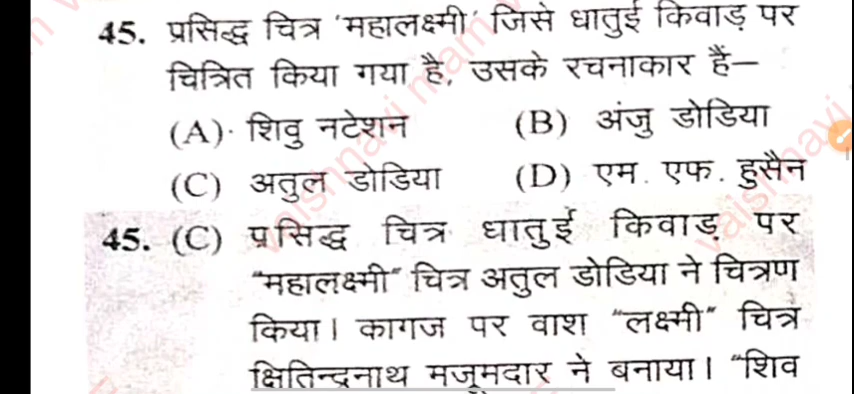 45. प्रसिद्ध चित्र 'महालक्ष्मी' जिसे धातुई किवाड़ पर
चित्रित किया गया है, उसके रचनाकार हैं—
(A) शिवु नटेशन (B) अंजु डोडिया
(C) अतुल डोडिया (D) एम. एफ. हुसैन
45. (C) प्रसिद्ध चित्र धातुई किवाड़ पर
"महालक्ष्मी" चित्र अतुल डोडिया ने चित्रण
किया। कागज पर वाश "लक्ष्मी" चित्र
क्षितिन्द्रनाथ मजूमदार ने बनाया। "शिव